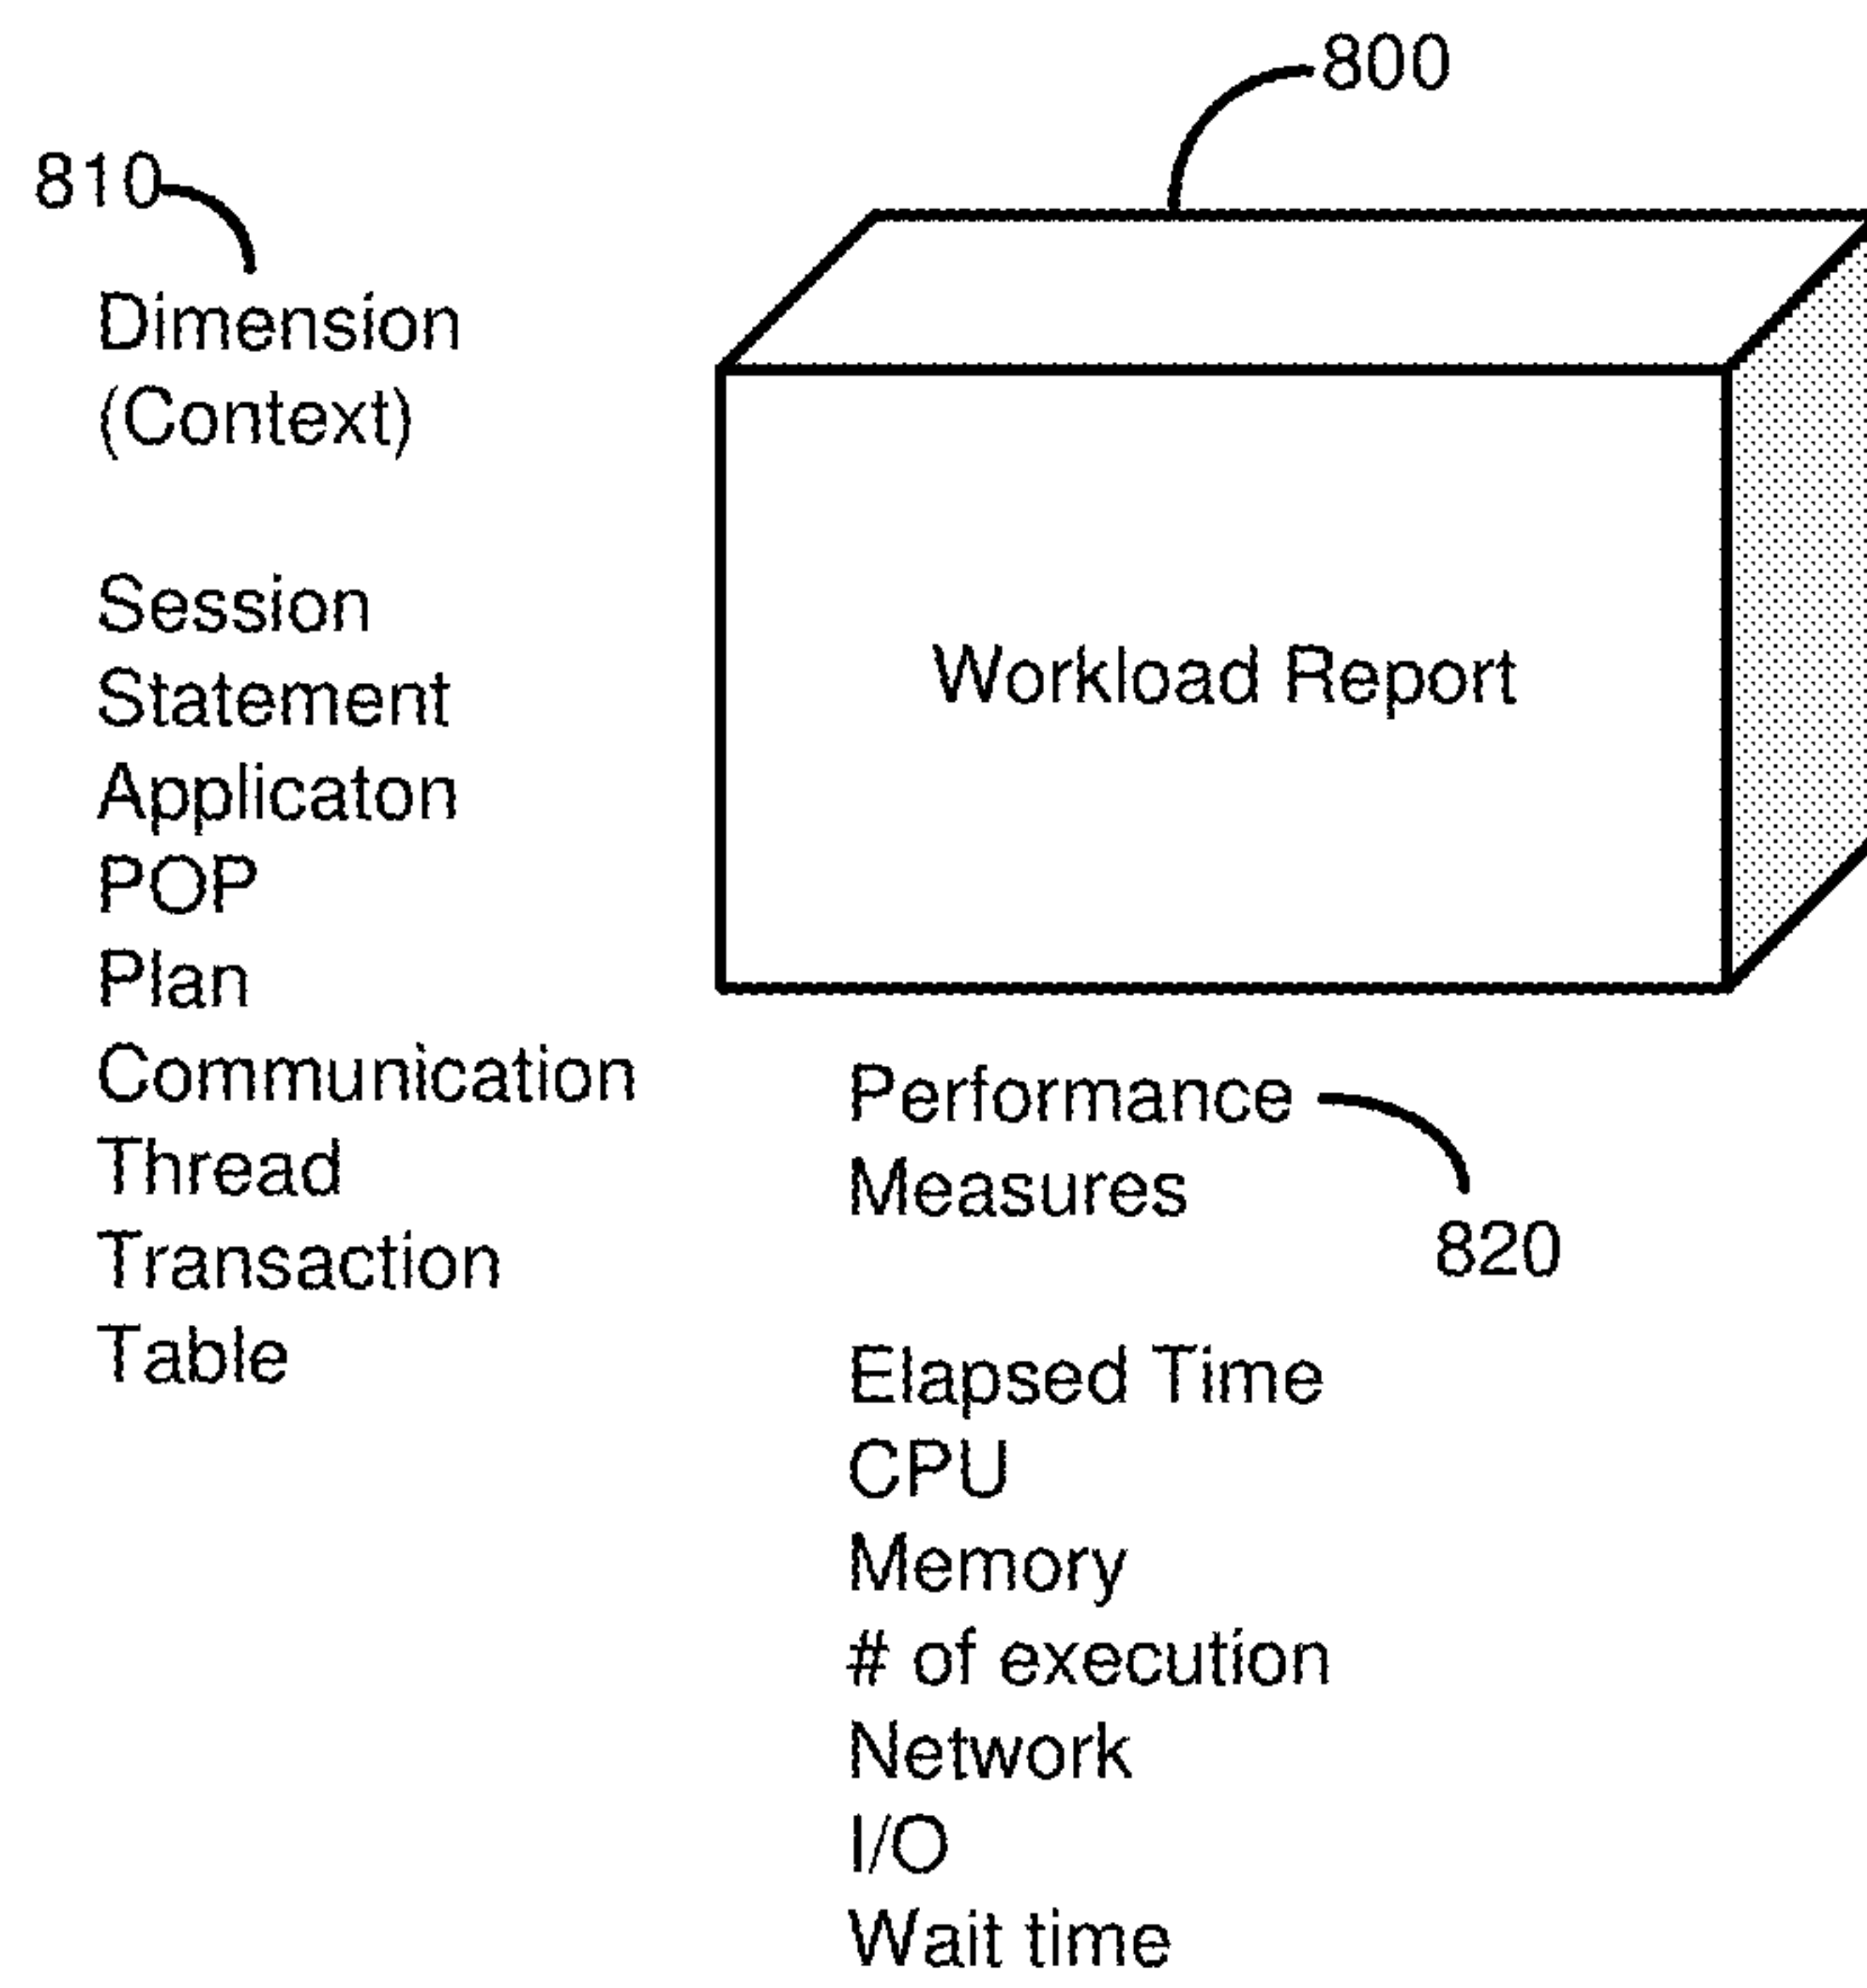 800
810
Dimension
(Context)
Session
Statement
Applicaton
POP
Plan
Communication
Thread
Transaction
Table
Workload Report
Performance
Measures
820
Elapsed Time
CPU
Memory
# of execution
Network
I/O
Wait time